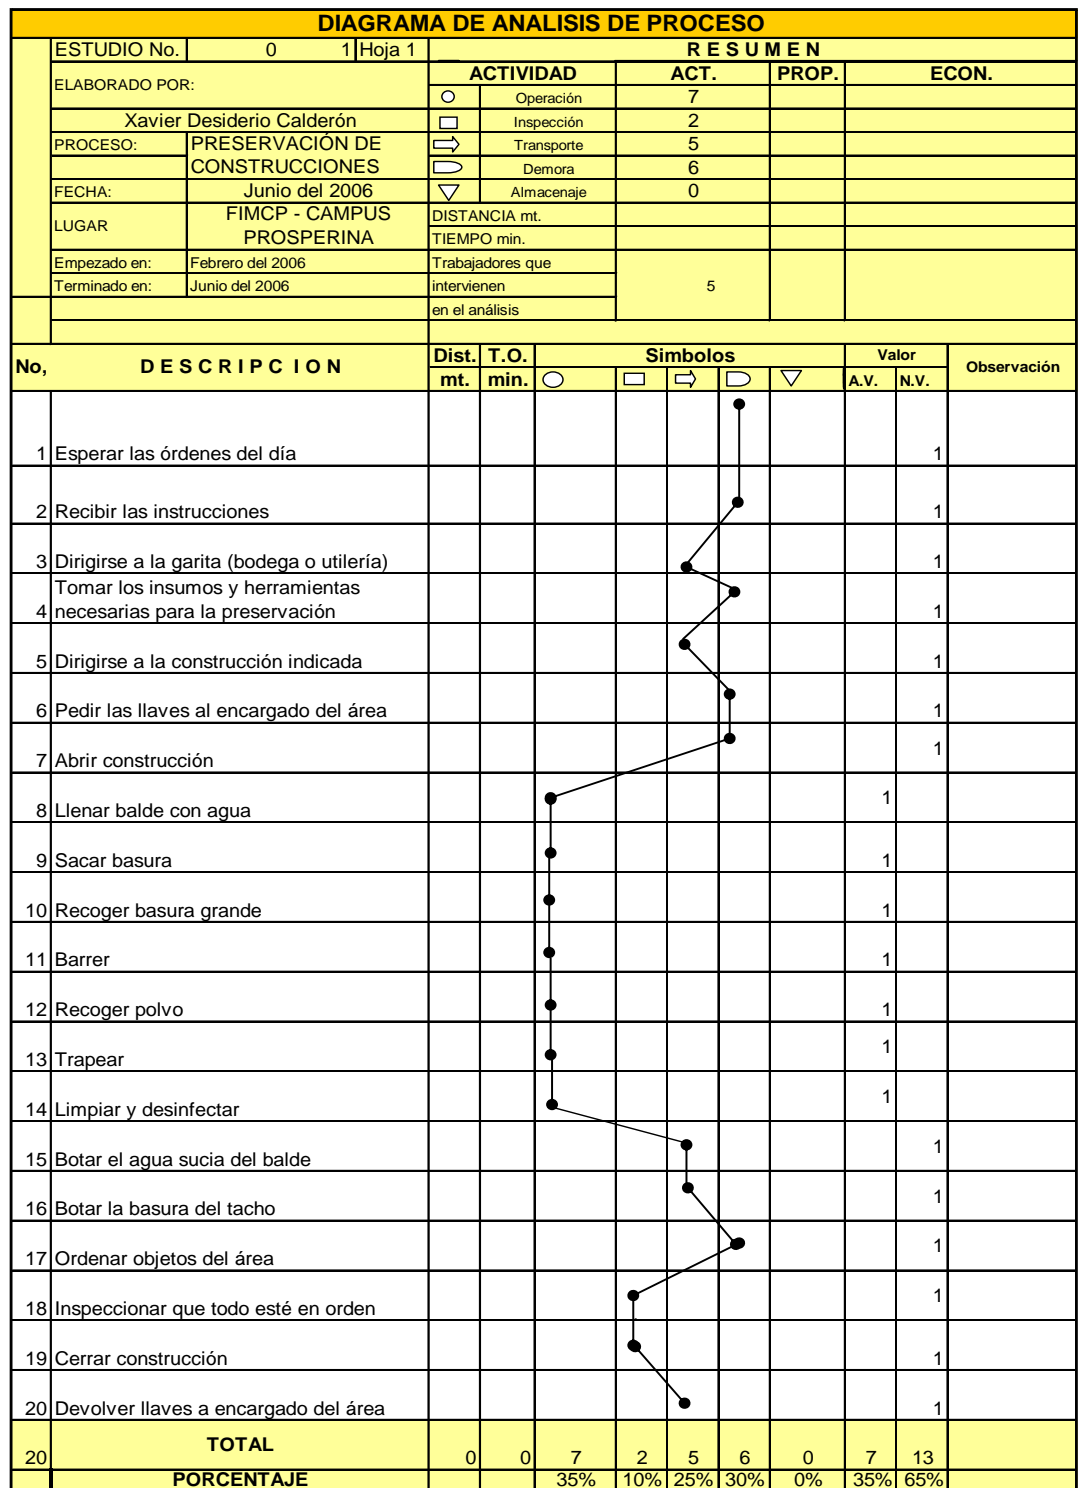 DIAGRAMA DE ANALISIS DE PROCESO
ESTUDIO No. 0 1 Hoja 1 R E S U M E N
ELABORADO POR: ACTIVIDAD ACT. PROP. ECON.
Operación 7
Xavier Desiderio Calderón Inspección 2
PROCESO: PRESERVACIÓN DE Transporte 5
CONSTRUCCIONES Demora 6
FECHA: Junio del 2006 Almacenaje 0
LUGAR FIMCP - CAMPUS DISTANCIA mt.
PROSPERINA TIEMPO min.
Empezado en: Febrero del 2006 Trabajadores que
Terminado en: Junio del 2006 intervienen 5
en el análisis
No, D E S C R I P C I O N Dist. T.O. Simbolos Valor Observación
mt. min. A.V. N.V.
1 Esperar las órdenes del día 1
2 Recibir las instrucciones 1
3 Dirigirse a la garita (bodega o utilería) 1
Tomar los insumos y herramientas
4 necesarias para la preservación 1
5 Dirigirse a la construcción indicada 1
6 Pedir las llaves al encargado del área 1
7 Abrir construcción 1
8 Llenar balde con agua 1
9 Sacar basura 1
10 Recoger basura grande 1
11 Barrer 1
12 Recoger polvo 1
13 Trapear 1
14 Limpiar y desinfectar 1
15 Botar el agua sucia del balde 1
16 Botar la basura del tacho 1
17 Ordenar objetos del área 1
18 Inspeccionar que todo esté en orden 1
19 Cerrar construcción 1
20 Devolver llaves a encargado del área 1
20 TOTAL 0 0 7 2 5 6 0 7 13
PORCENTAJE 35% 10% 25% 30% 0% 35% 65%